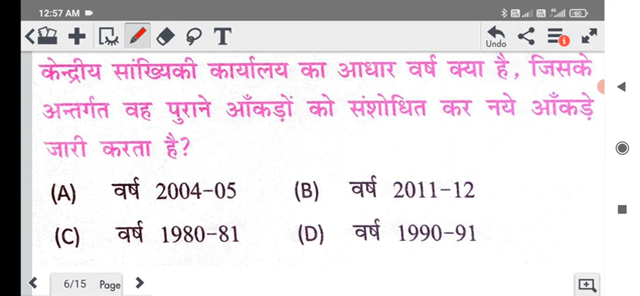 12:57 AM
60
Undo
केन्द्रीय सांख्यिकी कार्यालय का आधार वर्ष क्या है, जिसके
अन्तर्गत वह पुराने आँकड़ों को संशोधित कर नये आँकड़े
जारी करता है?
(A) वर्ष 2004-05 (B) वर्ष 2011-12
(C) वर्ष 1980-81 (D) वर्ष 1990-91
6/15 Page